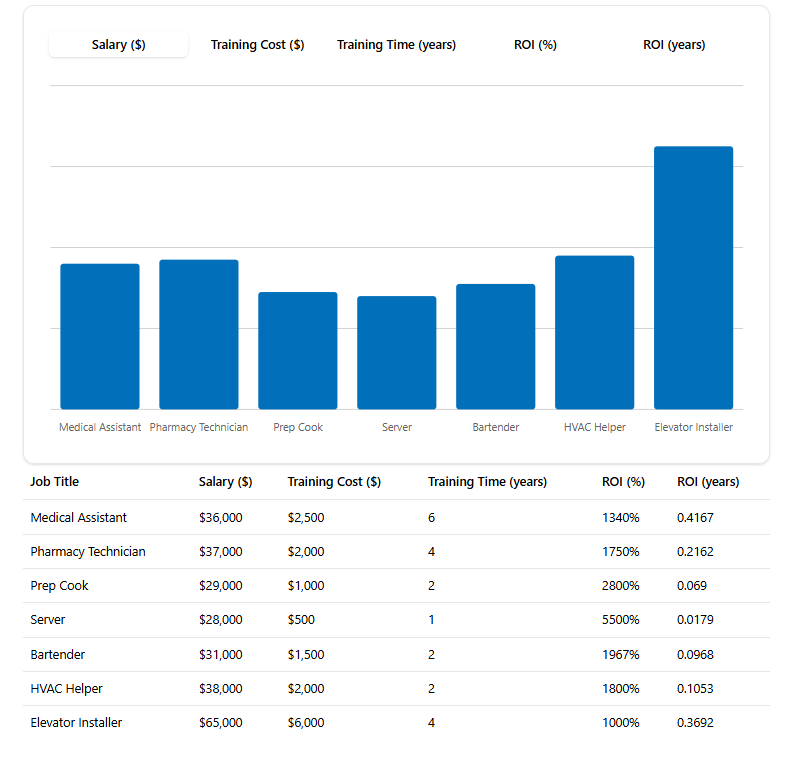 Salary ($) Training Cost ($) Training Time (years) ROI (%) ROI (years)
Medical Assistant Pharmacy Technician Prep Cook Server Bartender HVAC Helper Elevator Installer
Job Title Salary ($) Training Cost ($) Training Time (years) ROI (%) ROI (years)
Medical Assistant $36,000 $2,500 6 1340% 0.4167
Pharmacy Technician $37,000 $2,000 4 1750% 0.2162
Prep Cook $29,000 $1,000 2 2800% 0.069
Server $28,000 $500 1 5500% 0.0179
Bartender $31,000 $1,500 2 1967% 0.0968
HVAC Helper $38,000 $2,000 2 1800% 0.1053
Elevator Installer $65,000 $6,000 4 1000% 0.3692